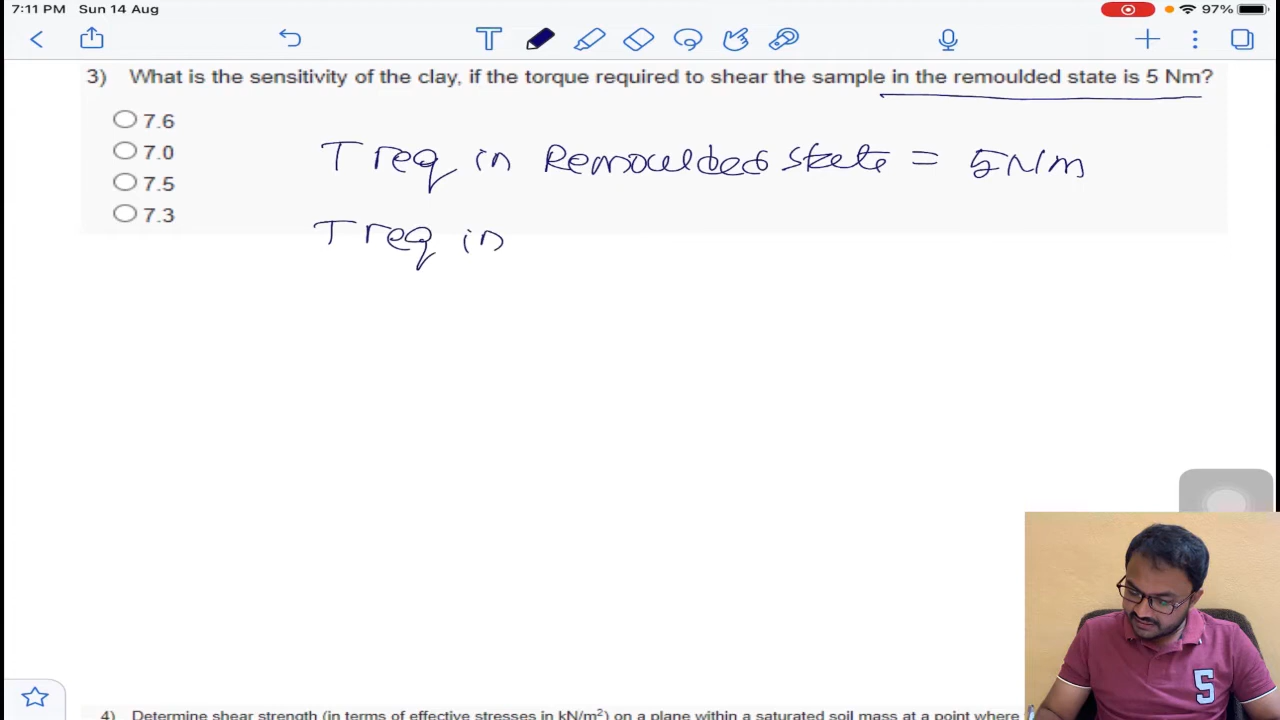 7:11 PM Sun 14 Aug
97%
T
3) What is the sensitivity of the clay, if the torque required to shear the sample in the remoulded state is 5 Nm?
7.6
7.0
7.5
7.3
T req in Remoulded state = 5Nm
T req in
S
4) Determine shear strength (in terms of effective stresses in kN/m²) on a plane within a saturated soil mass at a point where